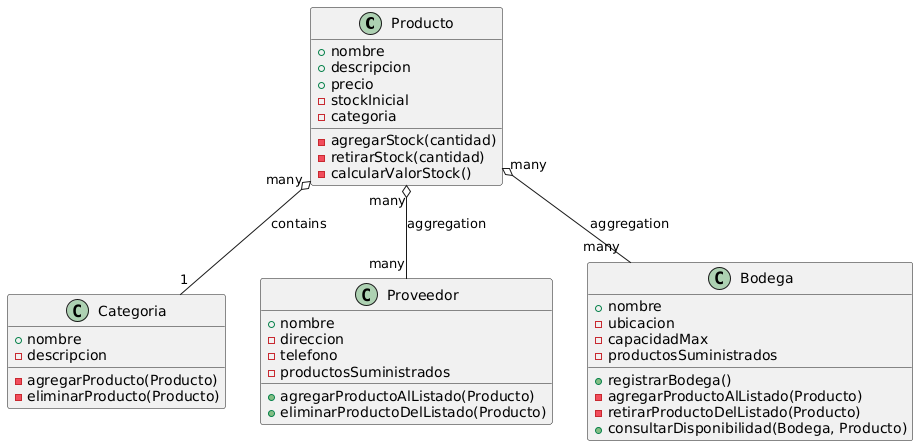 C Producto
nombre
descripcion
precio
stockInicial
categoria
agregarStock(cantidad)
retirarStock(cantidad)
calcularValorStock()
many
many
many
contains
aggregation
aggregation
1
many
many
C Categoria
nombre
descripcion
agregarProducto(Producto)
eliminarProducto(Producto)
C Proveedor
nombre
direccion
telefono
productosSuministrados
agregarProductoAlListado(Producto)
eliminarProductoDelListado(Producto)
C Bodega
nombre
ubicacion
capacidadMax
productosSuministrados
registrarBodega()
agregarProductoAlListado(Producto)
retirarProductoDelListado(Producto)
consultarDisponibilidad(Bodega, Producto)